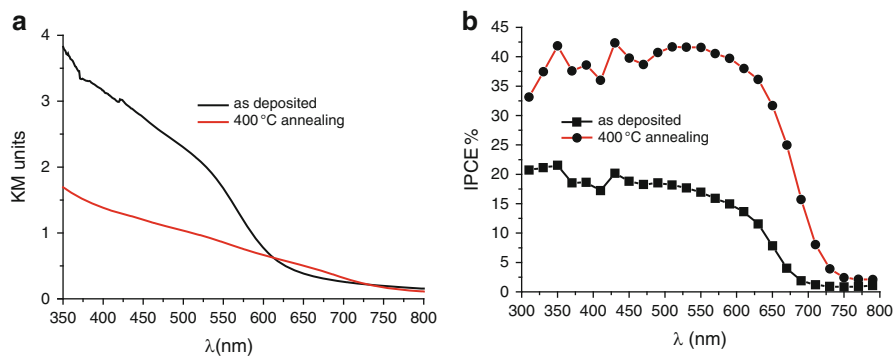 a
KM units
4
3
2
1
0
as deposited
400 °C annealing
350 400 450 500 550 600 650 700 750 800
λ(nm)
b
IPCE %
45
40
35
30
25
20
15
10
5
0
as deposited
400 °C annealing
300 350 400 450 500 550 600 650 700 750 800
λ (nm)